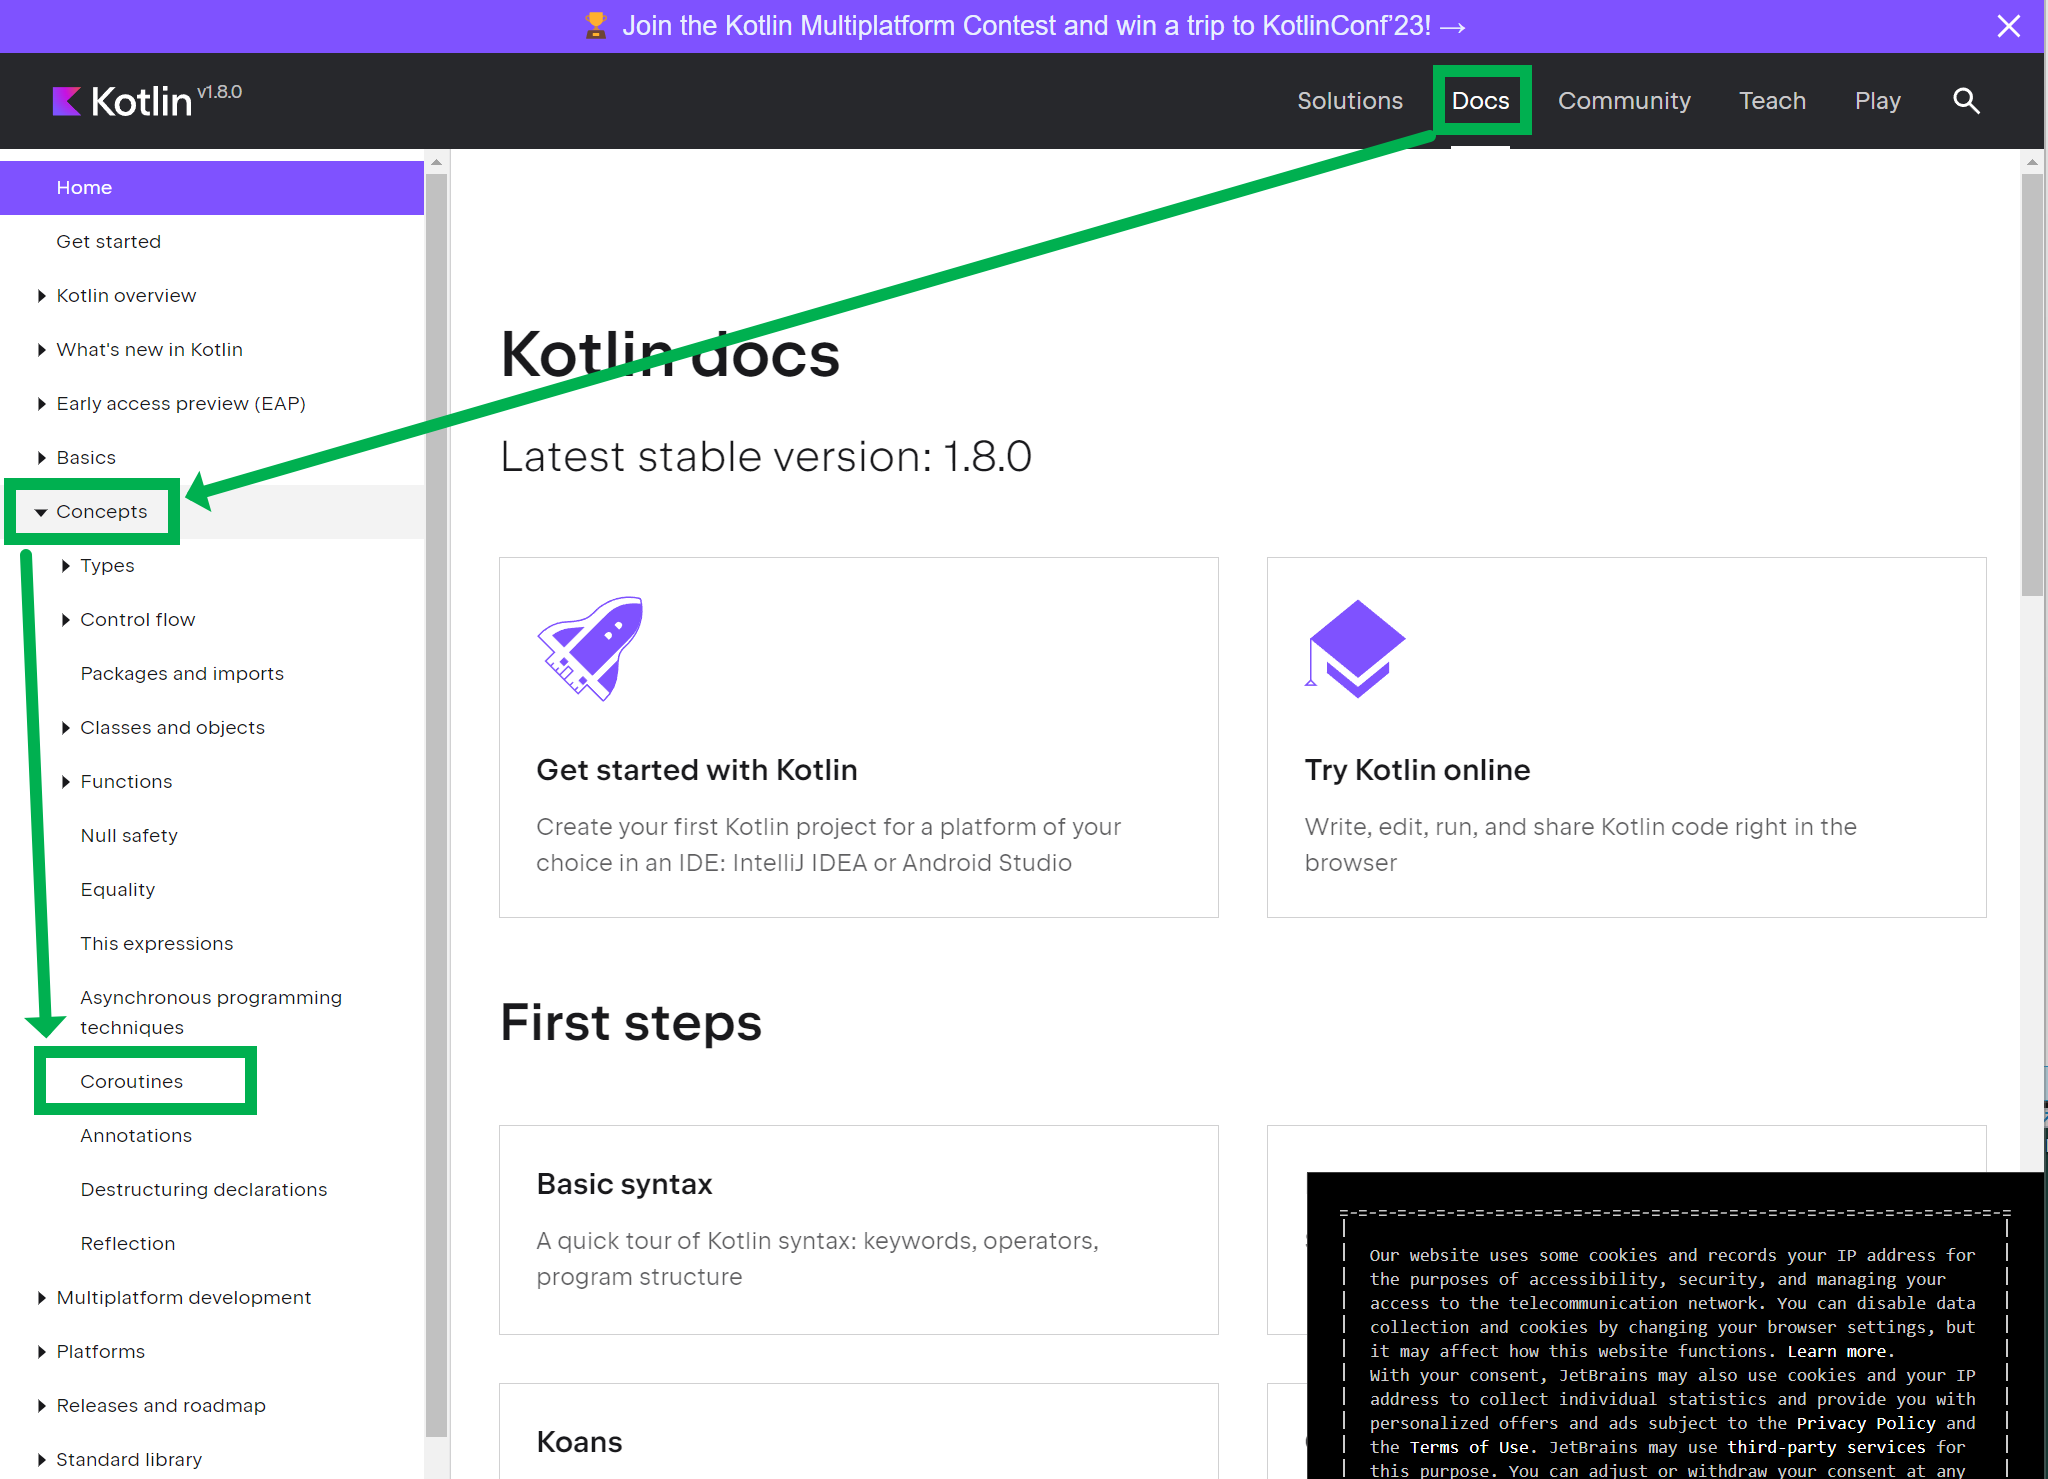 Join the Kotlin Multiplatform Contest and win a trip to KotlinConf'23! →
Kotlin v1.8.0
Solutions
Docs
Community
Teach
Play
Home
Get started
Kotlin overview
What's new in Kotlin
Early access preview (EAP)
Basics
Concepts
Types
Control flow
Packages and imports
Classes and objects
Functions
Null safety
Equality
This expressions
Asynchronous programming
techniques
Coroutines
Annotations
Destructuring declarations
Reflection
Multiplatform development
Platforms
Releases and roadmap
Standard library
Kotlin docs
Latest stable version: 1.8.0
Get started with Kotlin
Create your first Kotlin project for a platform of your
choice in an IDE: IntelliJ IDEA or Android Studio
Try Kotlin online
Write, edit, run, and share Kotlin code right in the
browser
First steps
Basic syntax
A quick tour of Kotlin syntax: keywords, operators,
program structure
Koans
Our website uses some cookies and records your IP address for
the purposes of accessibility, security, and managing your
access to the telecommunication network. You can disable data
collection and cookies by changing your browser settings, but
it may affect how this website functions. Learn more.
With your consent, JetBrains may also use cookies and your IP
address to collect individual statistics and provide you with
personalized offers and ads subject to the Privacy Policy and
the Terms of Use. JetBrains may use third-party services for
this purpose. You can adjust or withdraw your consent at any